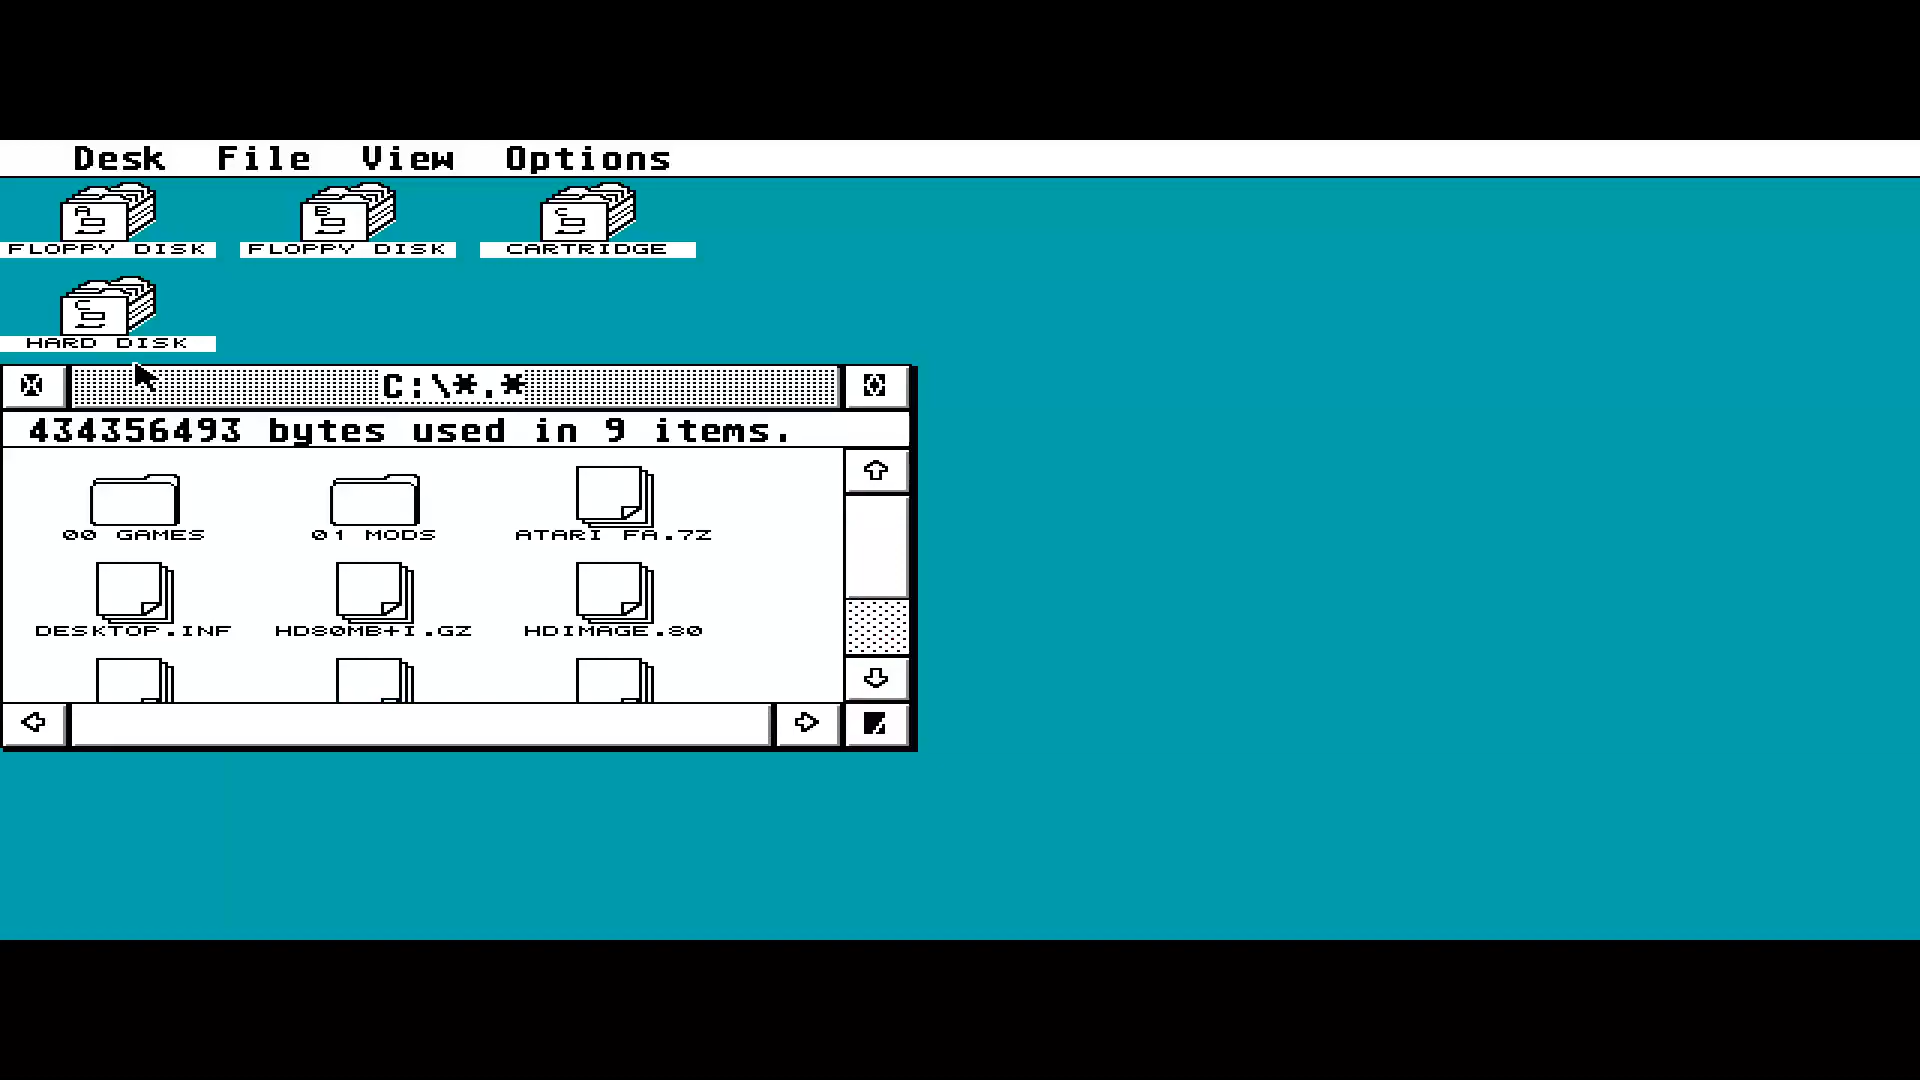 Desk File View Options
A B C
FLOPPY DISK FLOPPY DISK CARTRIDGE
C
HARD DISK
C:\*.*
434356493 bytes used in 9 items.
00 GAMES 01 MODS ATARI FA.7Z
DESKTOP.INF HD80MB+I.GZ HDIMAGE.80